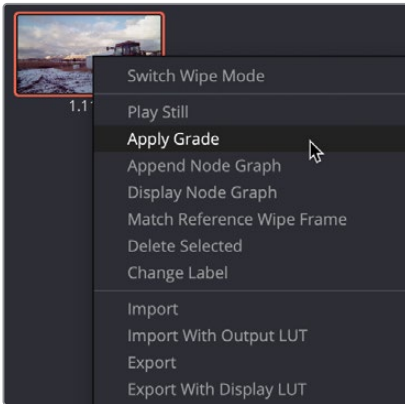 Switch Wipe Mode
1.1
Play Still
Apply Grade
Append Node Graph
Display Node Graph
Match Reference Wipe Frame
Delete Selected
Change Label
Import
Import With Output LUT
Export
Export With Display LUT